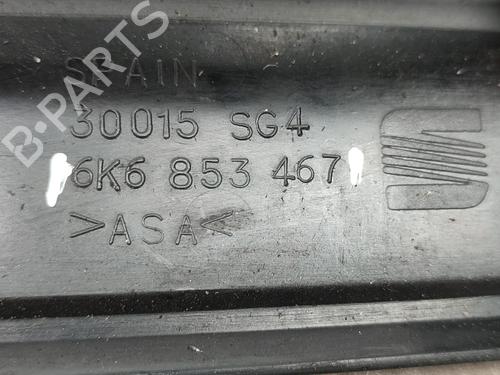 B-PARTS
SPAIN
30015 SG4
6K6 853 467
>ASA<